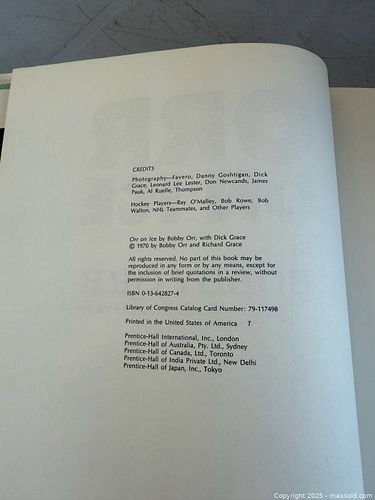 CREDITS
Photography—Favero, Danny Goshtigan, Dick
Grace, Leonard Lee Lester, Don Newcands, James
Pauk, Al Ruelle, Thompson
Hockey Players—Ray O'Malley, Bob Rowe, Bob
Walton, NHL Teammates, and Other Players
Orr on Ice by Bobby Orr, with Dick Grace
© 1970 by Bobby Orr and Richard Grace
All rights reserved. No part of this book may be
reproduced in any form or by any means, except for
the inclusion of brief quotations in a review, without
permission in writing from the publisher.
ISBN 0-13-642827-4
Library of Congress Catalog Card Number: 79-117498
Printed in the United States of America T
Prentice-Hall International, Inc., London
Prentice-Hall of Australia, Pty. Ltd., Sydney
Prentice-Hall of Canada, Ltd., Toronto
Prentice-Hall of India Private Ltd., New Delhi
Prentice-Hall of Japan, Inc., Tokyo
Copyright © 2025 - maxsold.com